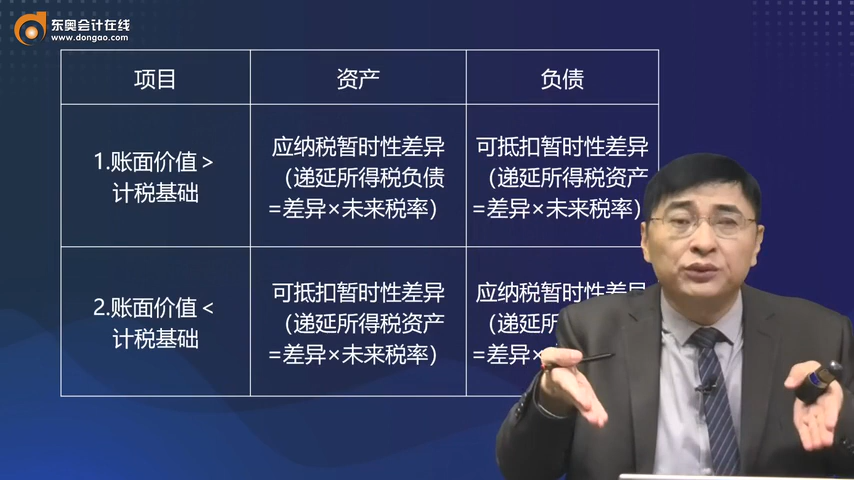 东奥会计在线
www.dongao.com
项目
资产
负债
1.账面价值＞
计税基础
应纳税暂时性差异
（递延所得税负债
=差异×未来税率）
可抵扣暂时性差异
（递延所得税资产
=差异×未来税率）
2.账面价值＜
计税基础
可抵扣暂时性差异
（递延所得税资产
=差异×未来税率）
应纳税暂时性差异
（递延所
=差异×